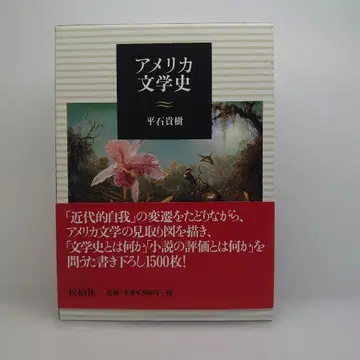 アメリカ
文学史
平石貴樹
「近代的自我」の変遷をたどりながら、
アメリカ文学の見取り図を描き、
「文学史とは何か」「小説の評価とは何か」を
問うた書き下ろし1500枚!
松柏社